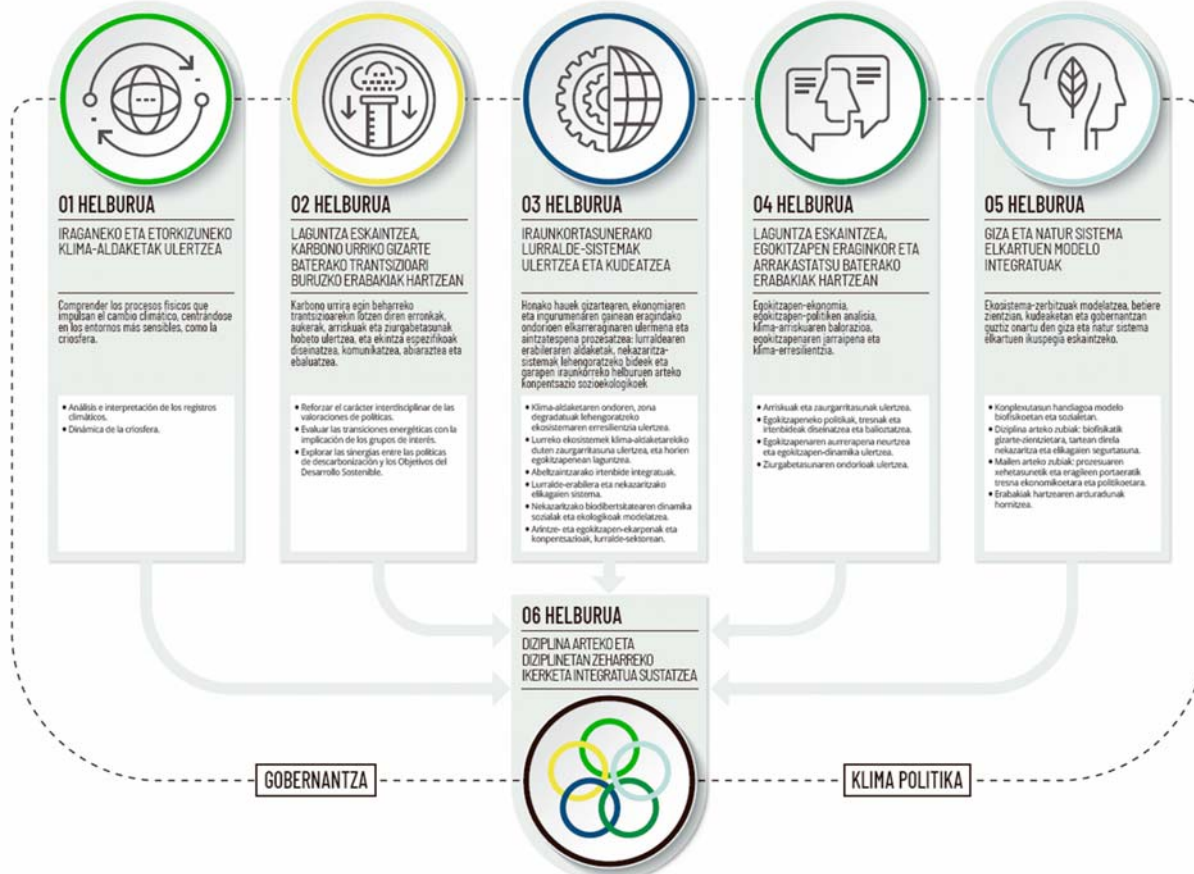 01 HELBURUA
IRAGANEKO ETA ETORKIZUNEKO
KLIMA-ALDAKETAK ULERTZEA
Comprender los procesos físicos que
impulsan el cambio climático, centrándose
en los entornos más sensibles, como la
criosfera.
• Análisis e interpretación de los registros
climáticos.
• Dinámica de la criosfera.
02 HELBURUA
LAGUNTZA ESKAINTZEA,
KARBONO URRIKO GIZARTE
BATERAKO TRANTSIZIOARI
BURUZKO ERABAKIAK HARTZEAN
Karbono urrira egin beharreko
trantsizioarekin lotzen diren erronkak,
aukerak, arriskuak eta ziurgabetasunak
hobeto ulertzea, eta ekintza espezifikoak
diseinatzea, komunikatzea, abiaraztea eta
ebaluatzea.
• Reforzar el carácter interdisciplinar de las
valoraciones de políticas.
• Evaluar las transiciones energéticas con la
implicación de los grupos de interés.
• Explorar las sinergias entre las políticas
de descarbonización y los Objetivos del
Desarrollo Sostenible.
03 HELBURUA
IRAUNKORTASUNERAKO
LURRALDE-SISTEMAK
ULERTZEA ETA KUDEATZEA
Honako hauek gizartearen, ekonomiaren
eta ingurumenaren gainean eragindako
ondorioen elkarreraginaren ulermena eta
aintzatespena prozesatzea: lurraldearen
erabileraren aldaketak, nekazaritza-
sistemak lehengoratzeko bideek eta
garapen iraunkorreko helburuen arteko
konpentsazio sozioekologikoek
• Klima-aldaketaren ondoren, zona
degradatuak lehengoratzeko
ekosistemaren erresilientzia ulertzea.
• Lurreko ekosistemek klima-aldaketarekiko
duten zaurgarritasuna ulertzea, eta horien
egokitzapenean laguntzea.
• Abeltzaintzarako irtenbide integratuak.
• Lurralde-erabilera eta nekazaritzako
elikagaien sistema.
• Nekazaritzako biodibertsitatearen dinamika
sozialak eta ekologikoak modelatzea.
• Arintze- eta egokitzapen-ekarpenak eta
konpentsazioak, lurralde-sektorean.
04 HELBURUA
LAGUNTZA ESKAINTZEA,
EGOKITZAPEN ERAGINKOR ETA
ARRAKASTATSU BATERAKO
ERABAKIAK HARTZEAN
Egokitzapen-ekonomia,
egokitzapen-politiken analisia,
klima-arriskuaren balorazioa,
egokitzapenaren jarraipena eta
klima-erresilientzia.
• Arriskuak eta zaurgarritasunak ulertzea.
• Egokitzapeneko politikak, tresnak eta
irtenbideak diseinatzea eta balioztatzea.
• Egokitzapenaren aurrerapena neurtzea
eta egokitzapen-dinamika ulertzea.
• Ziurgabetasunaren ondorioak ulertzea.
05 HELBURUA
GIZA ETA NATUR SISTEMA
ELKARTUEN MODELO
INTEGRATUAK
Ekosistema-zerbitzuak modelatzea, betiere
zientzian, kudeaketan eta gobernantzan
guztiz onartu den giza eta natur sistema
elkartuen ikuspegia eskaintzeko.
• Konplexutasun handiagoa modelo
biofisikoetan eta sozialetan.
• Diziplina arteko zubiak: biofisikatik
gizarte-zientzietara, tartean direla
nekazaritza eta elikagaien segurtasuna.
• Mailen arteko zubiak: prozesuaren
xehetasunetik eta eragileen portaeratik
tresna ekonomikoetara eta politikoetara.
• Erabakiak hartzearen arduradunak
hornitzea.
06 HELBURUA
DIZIPLINA ARTEKO ETA
DIZIPLINETAN ZEHARREKO
IKERKETA INTEGRATUA SUSTATZEA
GOBERNANTZA
KLIMA POLITIKA